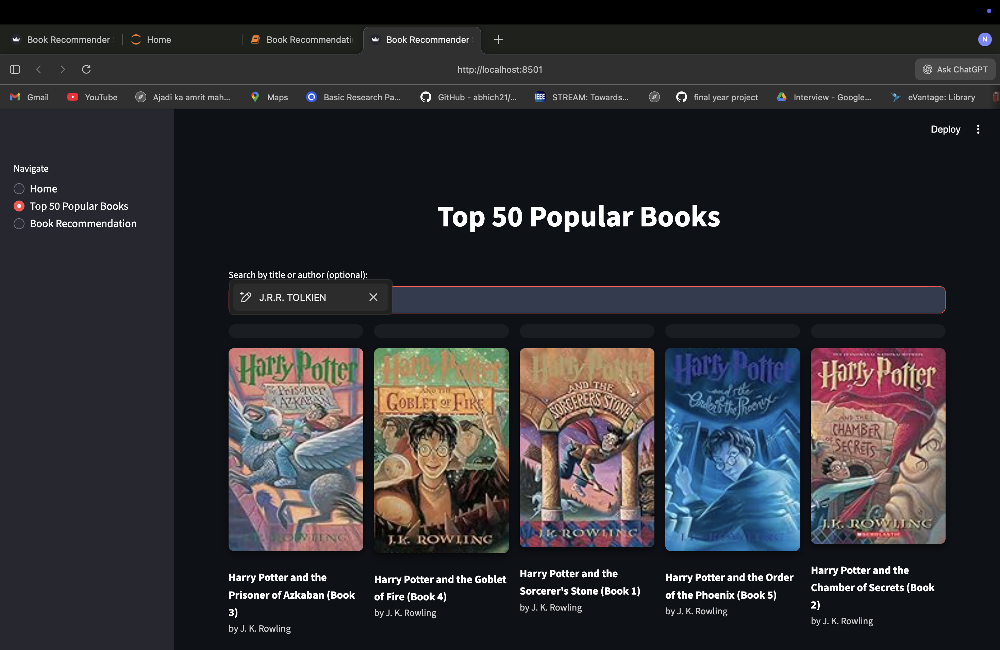 Book Recommender
Home
Book Recommendati
Book Recommender
N
http://localhost:8501
Ask ChatGPT
Gmail
YouTube
Ajadi ka amrit mah...
Maps
Basic Research Pa...
GitHub - abhich21/...
IEEE
STREAM: Towards...
final year project
Interview - Google...
eVantage: Library
Deploy
Navigate
Home
Top 50 Popular Books
Book Recommendation
Top 50 Popular Books
Search by title or author (optional):
J.R.R. TOLKIEN
Harry Potter
and the Prisoner
of AZKABAN
J.K. ROWLING
Harry Potter
AND THE
GOBLET OF FIRE
J.K. ROWLING
Harry Potter
AND THE
SORCERER'S STONE
J.K. ROWLING
Harry Potter
and the
Order of the Phoenix
Harry Potter
AND THE
CHAMBER
OF
SECRETS
J.K. ROWLING
SCHOLASTIC
Harry Potter and the
Prisoner of Azkaban (Book
3)
by J. K. Rowling
Harry Potter and the Goblet
of Fire (Book 4)
by J. K. Rowling
Harry Potter and the
Sorcerer's Stone (Book 1)
by J. K. Rowling
Harry Potter and the Order
of the Phoenix (Book 5)
by J. K. Rowling
Harry Potter and the
Chamber of Secrets (Book
2)
by J. K. Rowling